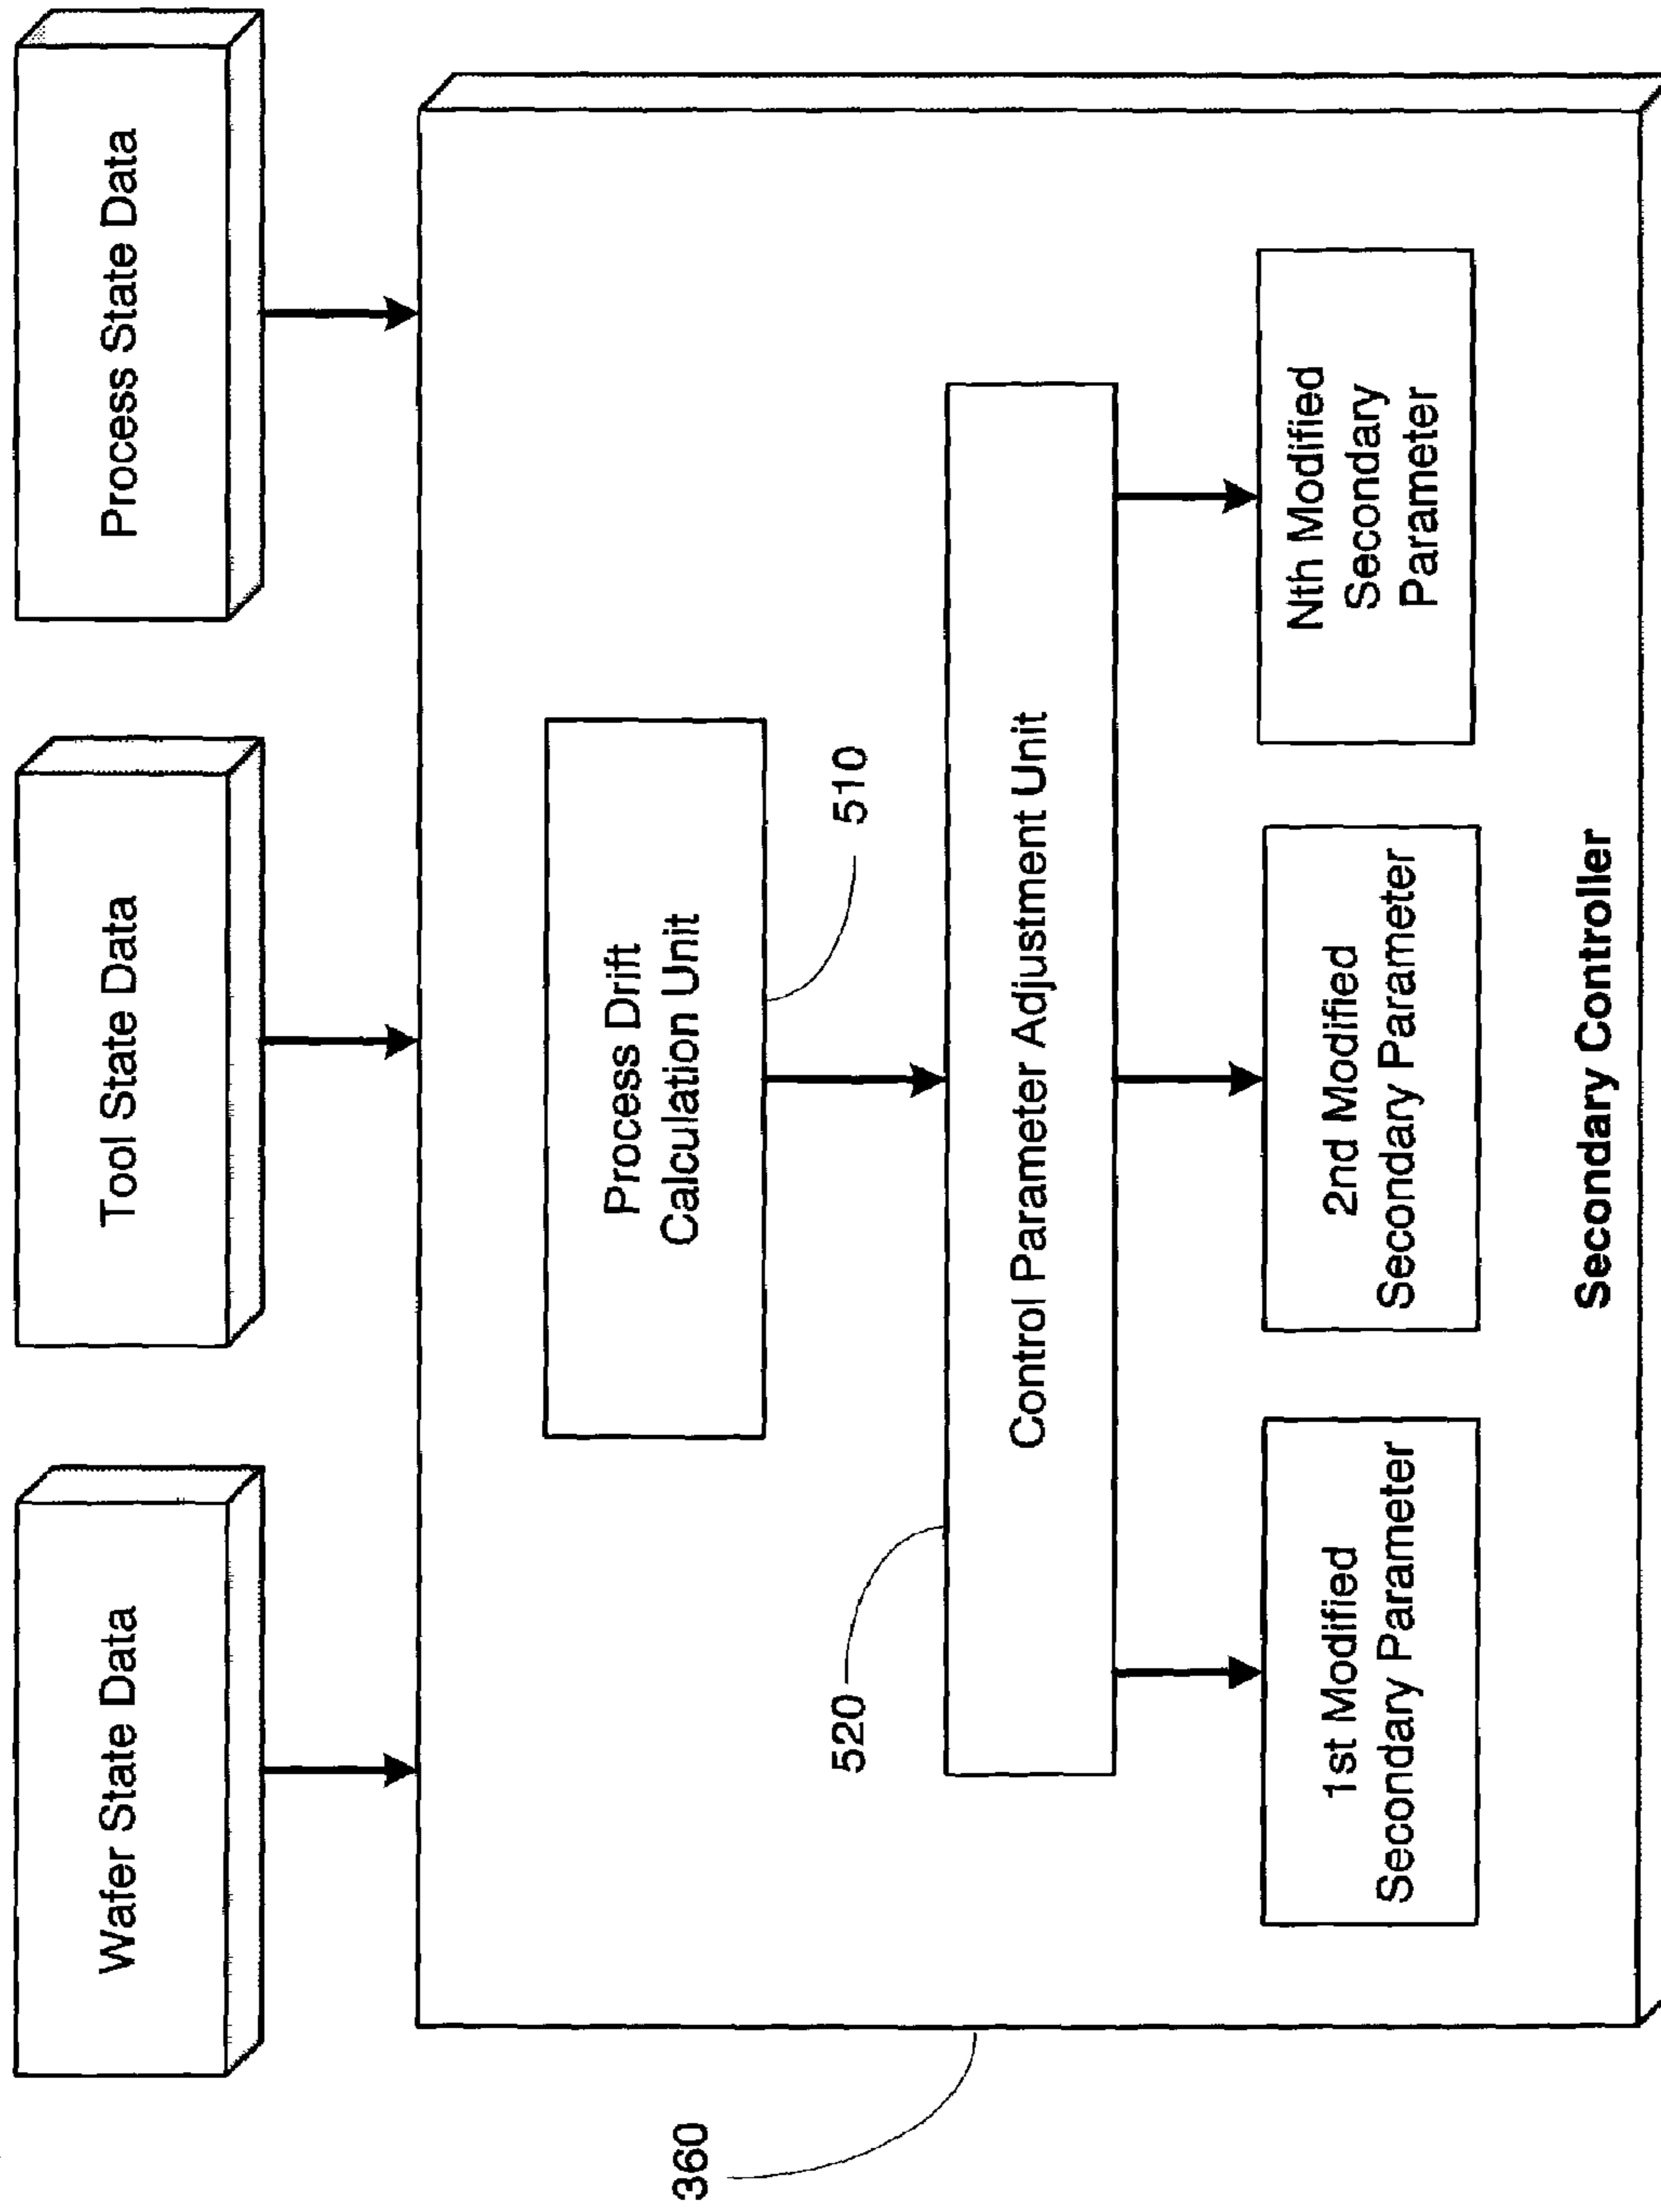 Wafer State Data
Tool State Data
Process State Data
Process Drift
Calculation Unit
510
520
Control Parameter Adjustment Unit
1st Modified
Secondary Parameter
2nd Modified
Secondary Parameter
Nth Modified
Secondary
Parameter
Secondary Controller
360